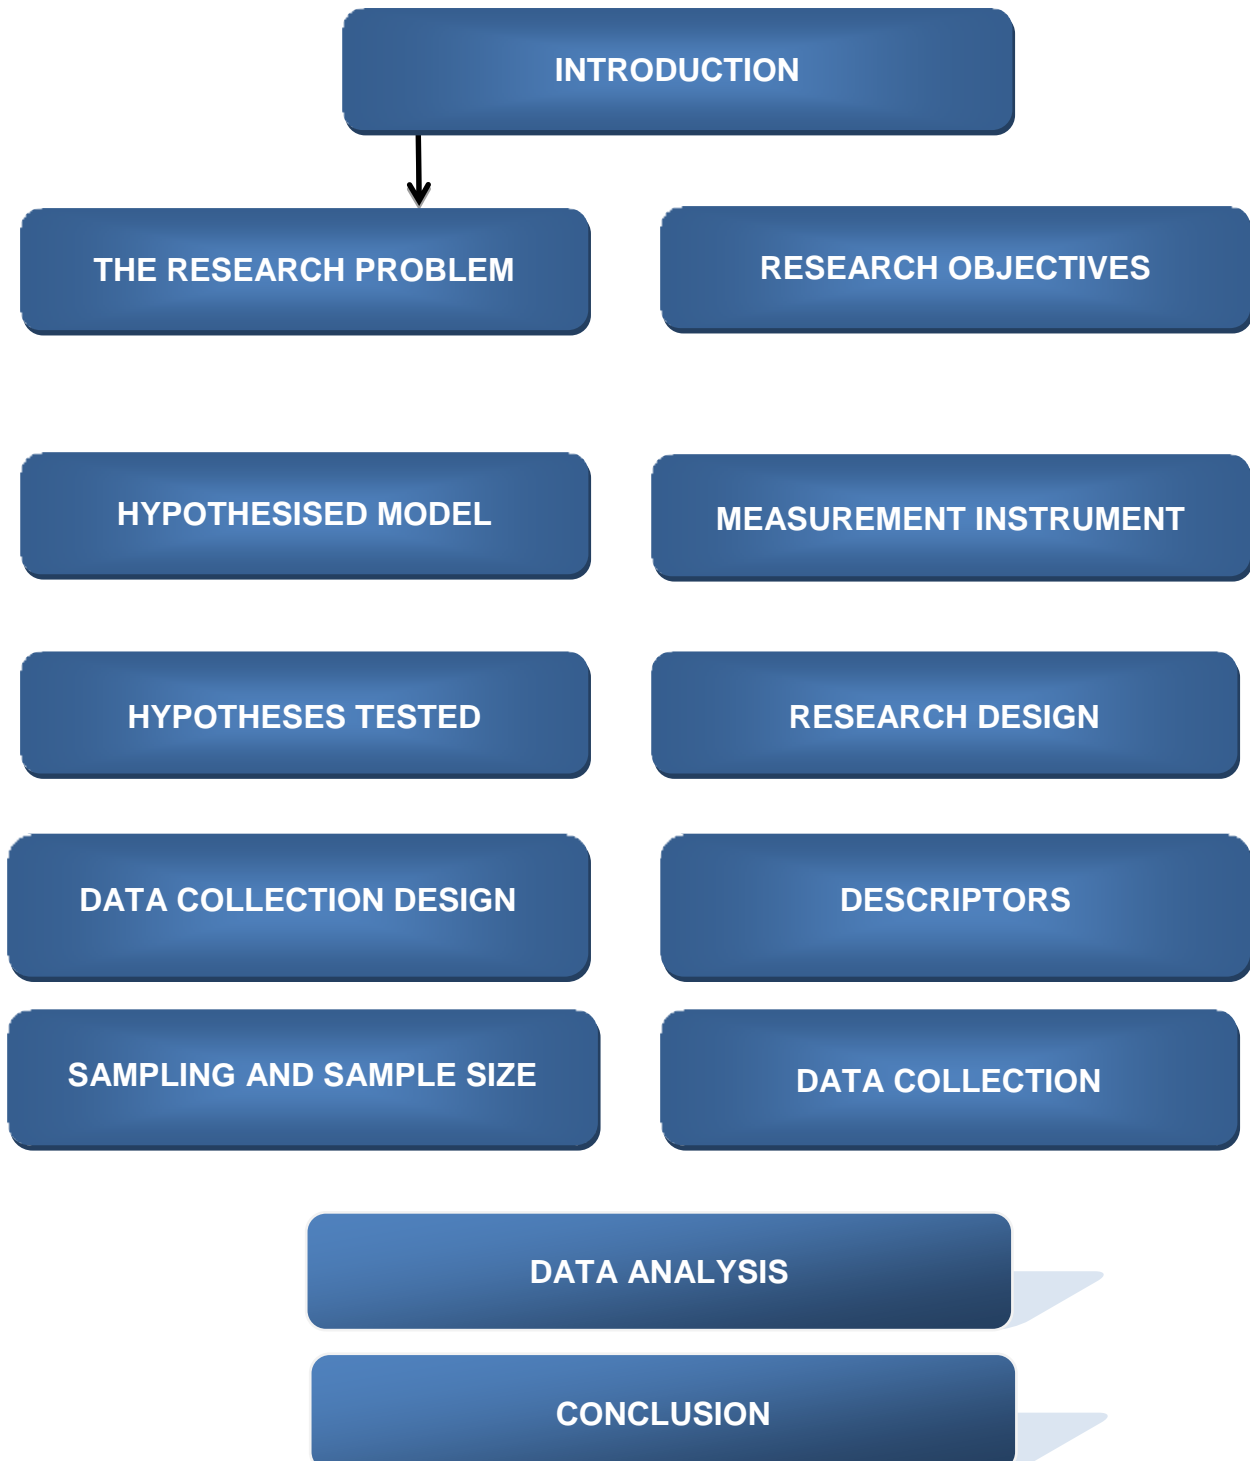 INTRODUCTION
THE RESEARCH PROBLEM
RESEARCH OBJECTIVES
HYPOTHESISED MODEL
MEASUREMENT INSTRUMENT
HYPOTHESES TESTED
RESEARCH DESIGN
DATA COLLECTION DESIGN
DESCRIPTORS
SAMPLING AND SAMPLE SIZE
DATA COLLECTION
DATA ANALYSIS
CONCLUSION